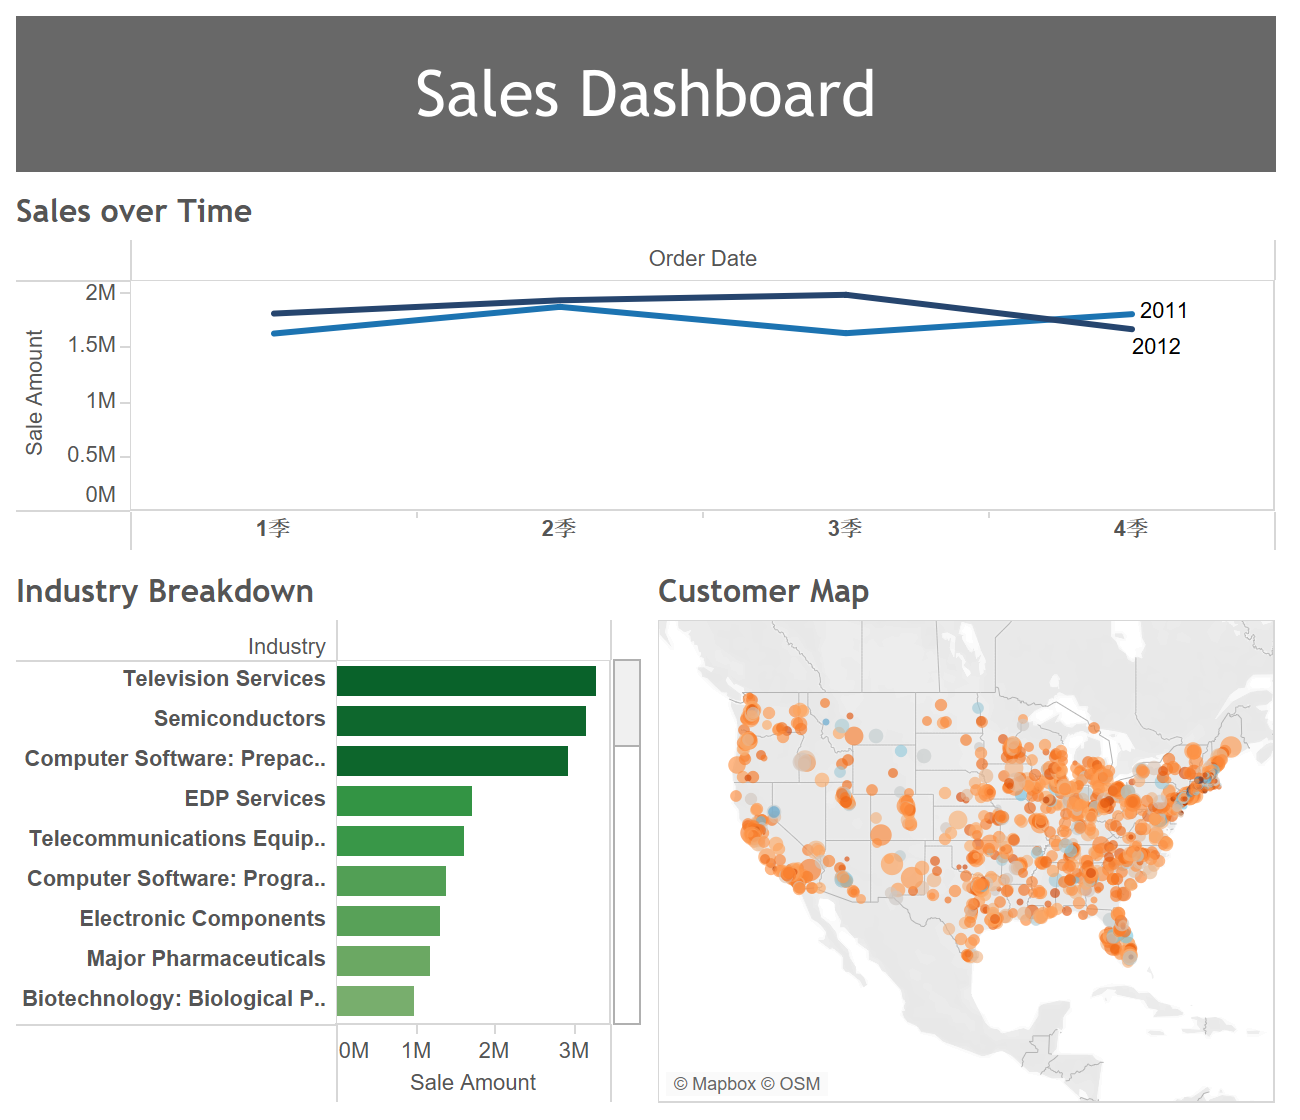 Sales Dashboard
Sales over Time
Order Date
Sale Amount
2M
1.5M
1M
0.5M
0M
2011
2012
1季
2季
3季
4季
Industry Breakdown
Industry
Television Services
Semiconductors
Computer Software: Prepac..
EDP Services
Telecommunications Equip..
Computer Software: Progra..
Electronic Components
Major Pharmaceuticals
Biotechnology: Biological P..
0M 1M 2M 3M
Sale Amount
Customer Map
© Mapbox © OSM